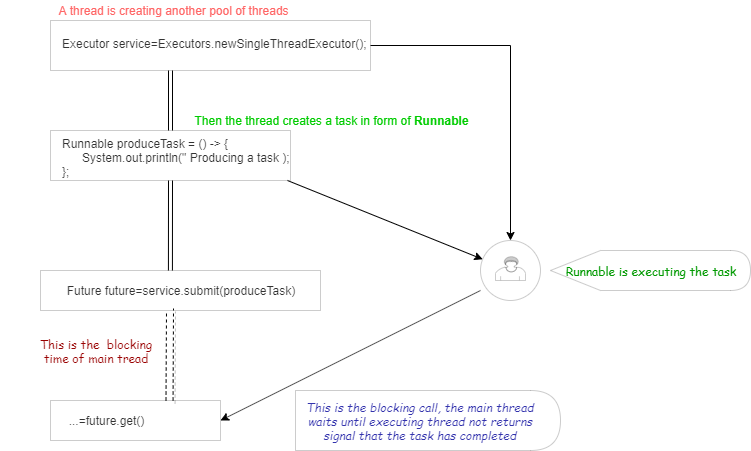 A thread is creating another pool of threads
Executor service=Executors.newSingleThreadExecutor();
Then the thread creates a task in form of Runnable
Runnable produceTask = () -> {
System.out.println(" Producing a task );
};
Runnable is executing the task
Future future=service.submit(produceTask)
This is the blocking
time of main tread
...=future.get()
This is the blocking call, the main thread
waits until executing thread not returns
signal that the task has completed